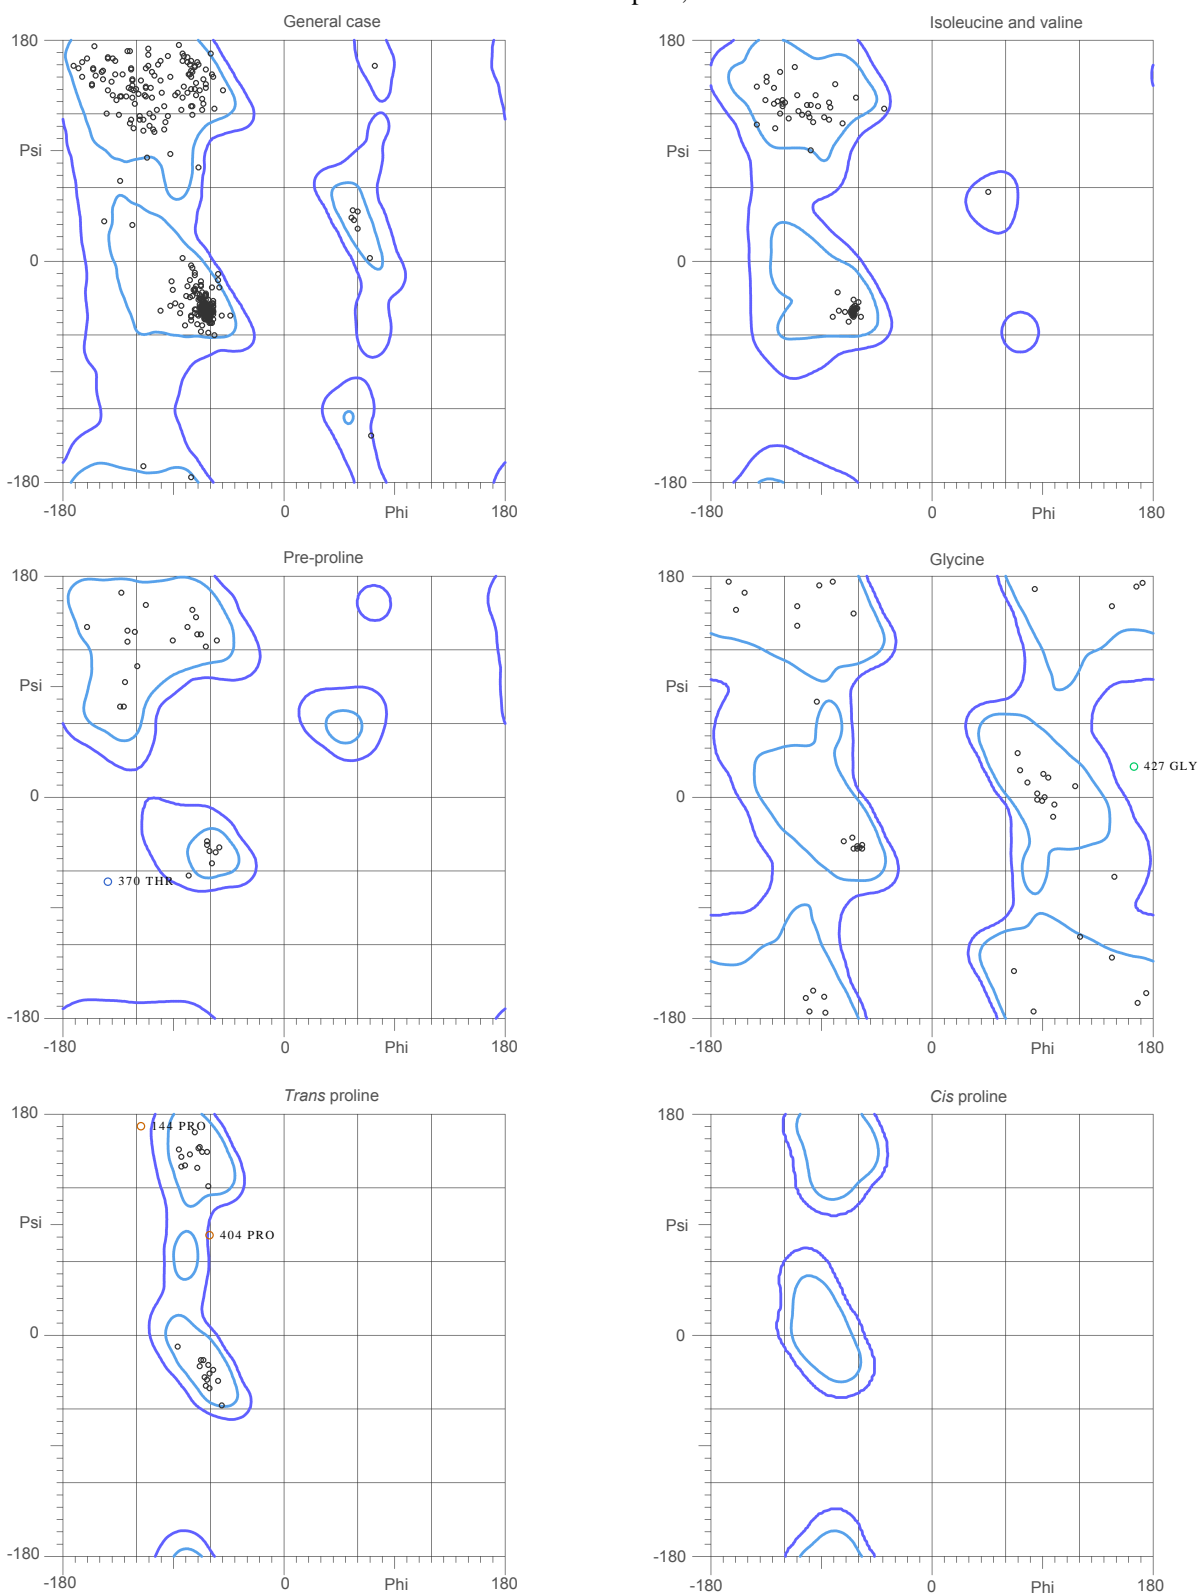 General case
180
Psi
0
-180
-180
0
Phi
180
Isoleucine and valine
180
Psi
0
-180
-180
0
Phi
180
Pre-proline
180
Psi
0
370 THR
-180
-180
0
Phi
180
Glycine
180
Psi
427 GLY
0
-180
-180
0
Phi
180
Trans proline
180
144 PRO
Psi
404 PRO
0
-180
-180
0
Phi
180
Cis proline
180
Psi
0
-180
-180
0
Phi
180